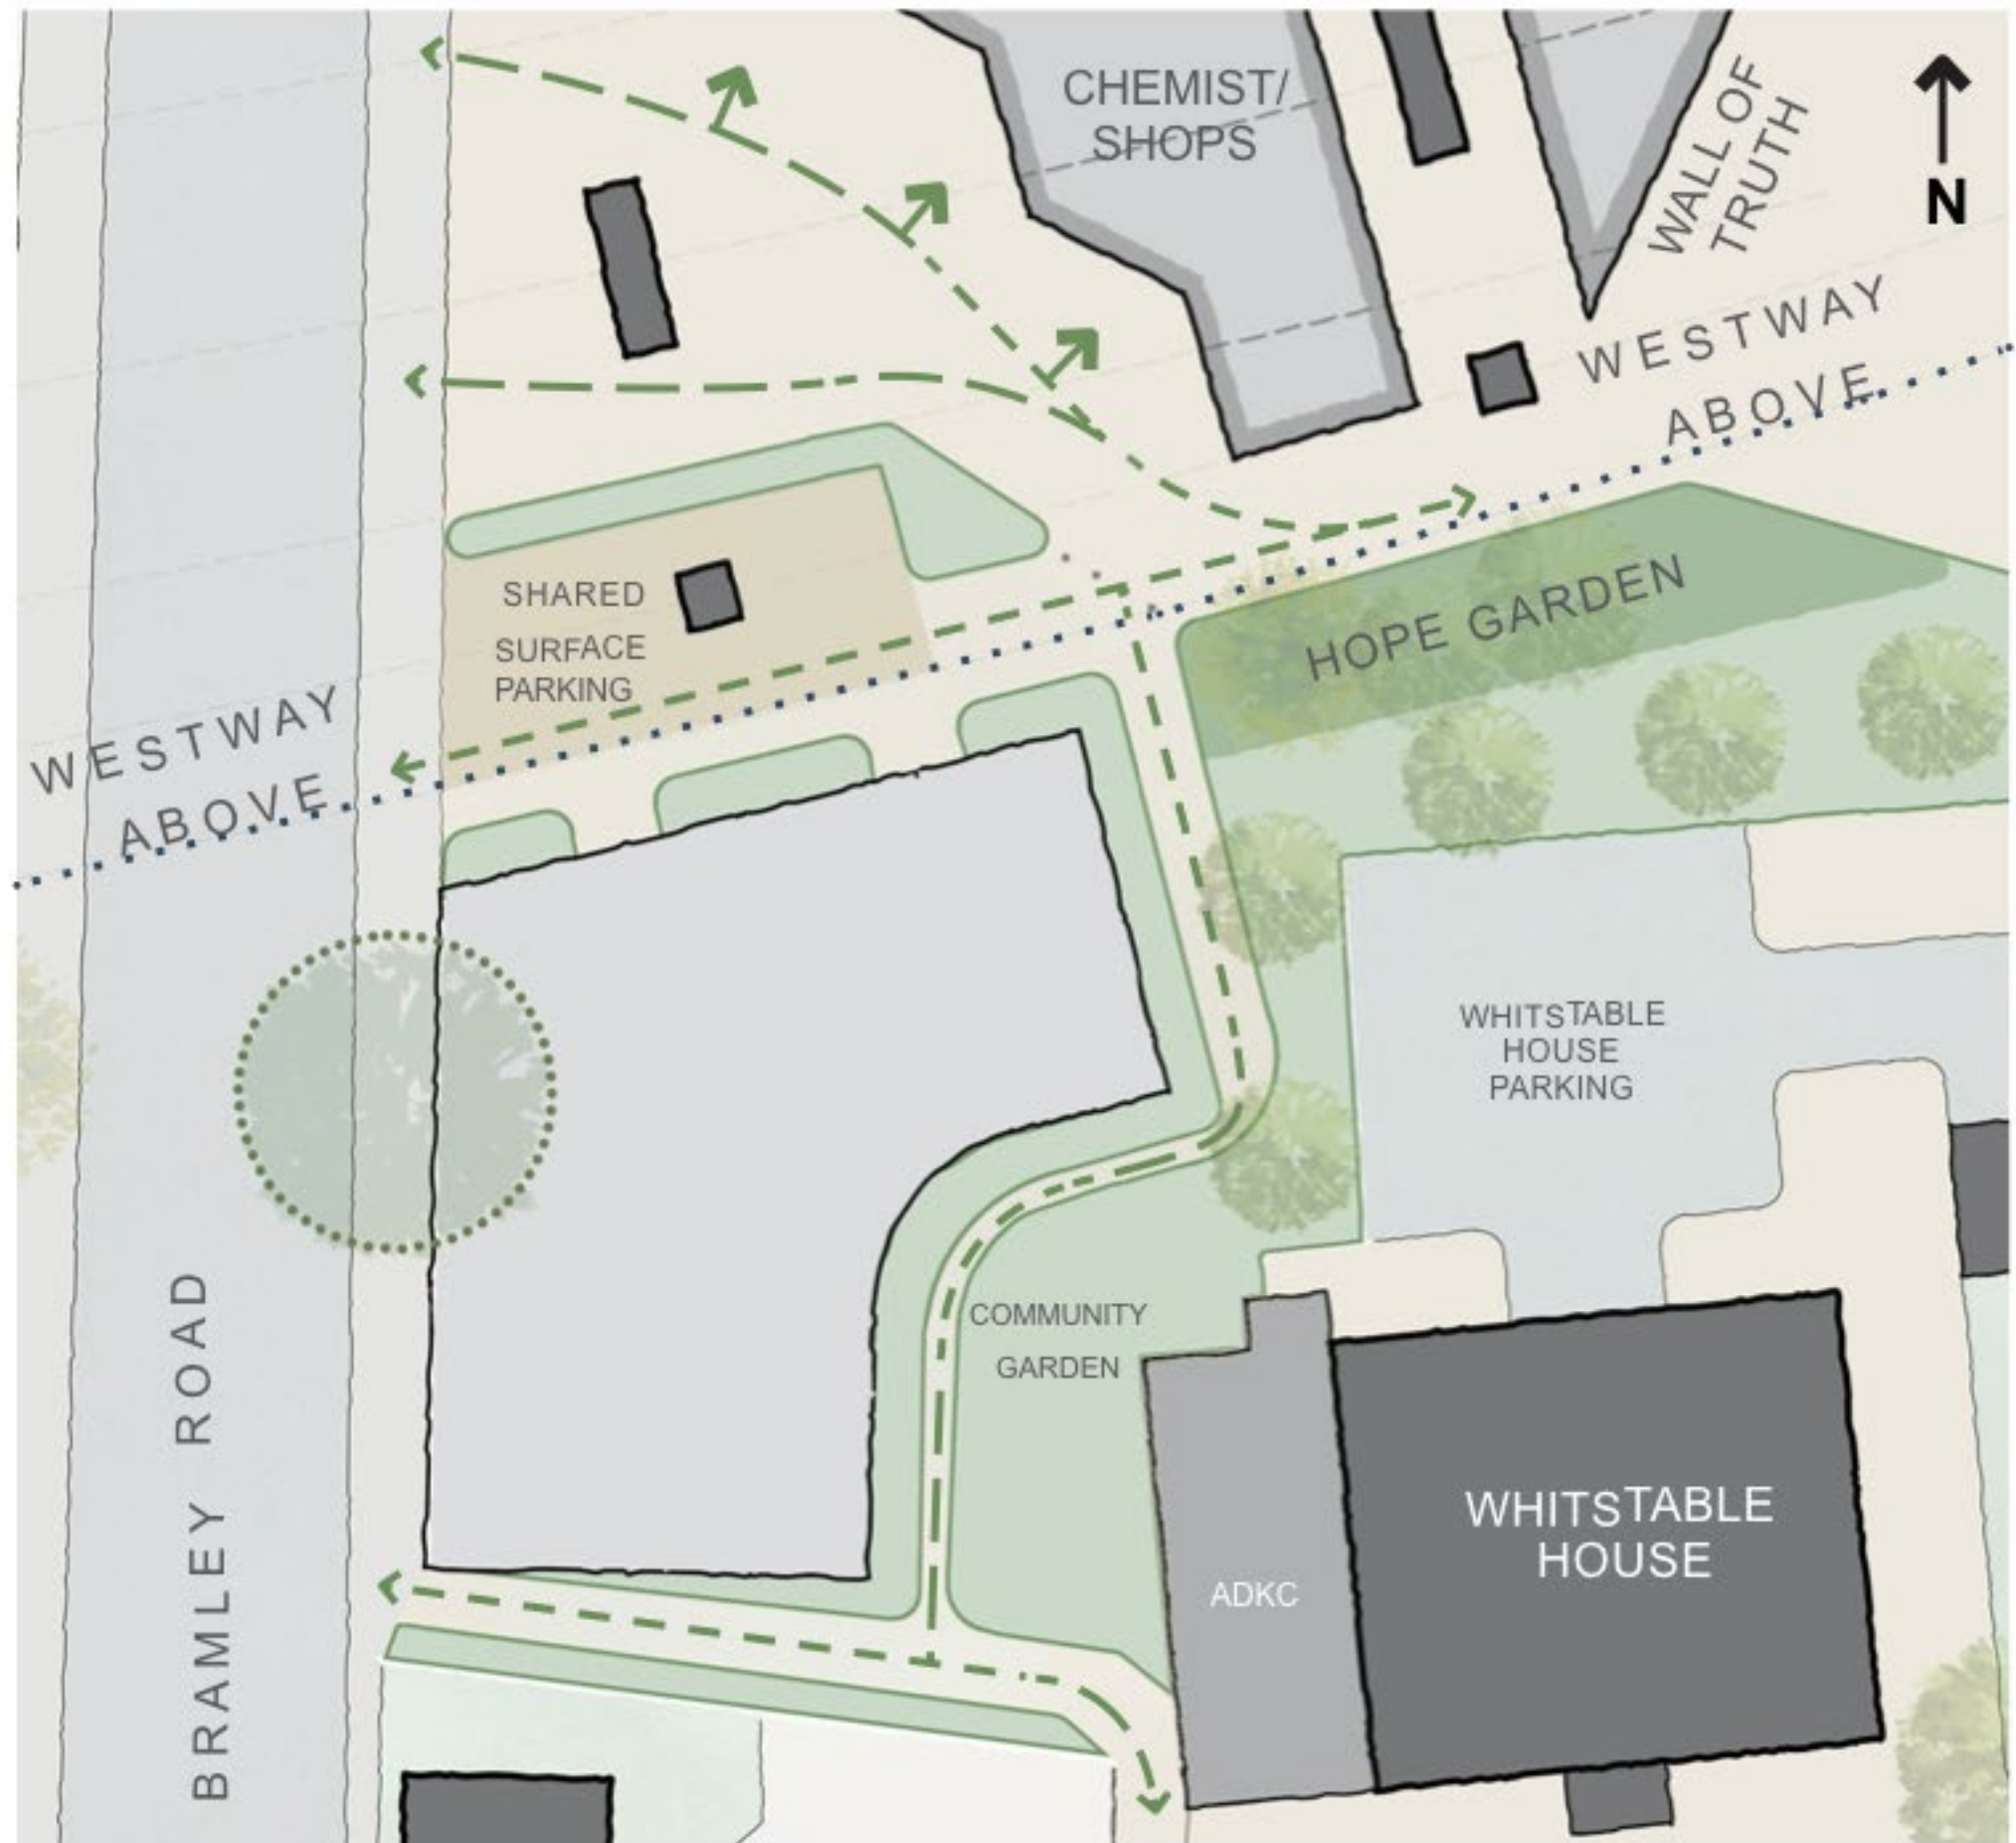 CHEMIST/
SHOPS
WALL OF
TRUTH
N
WESTWAY
ABOVE
HOPE GARDEN
SHARED
SURFACE
PARKING
WESTWAY
ABOVE
WHITSTABLE
HOUSE
PARKING
COMMUNITY
GARDEN
BRAMLEY ROAD
WHITSTABLE
HOUSE
ADKC